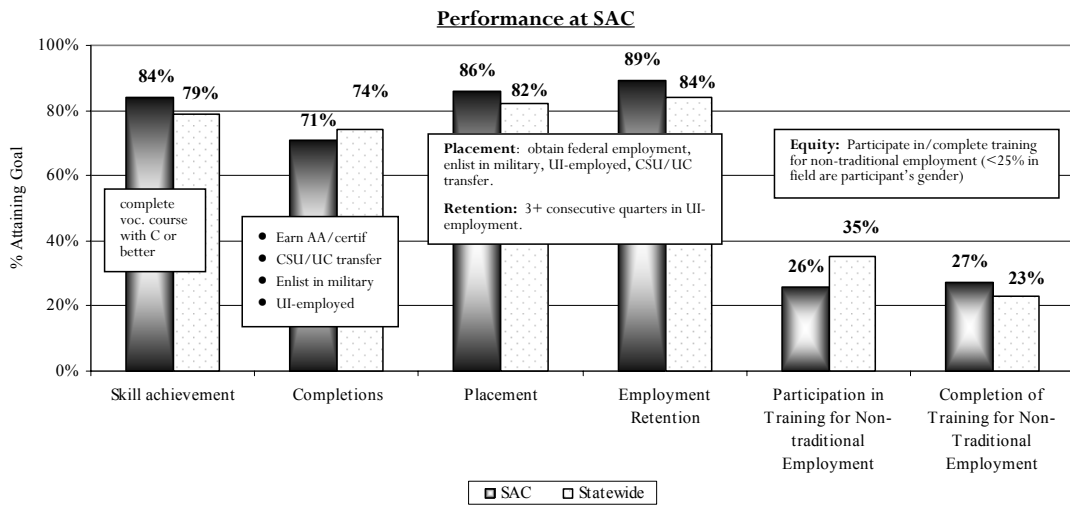 Performance at SAC
% Attaining Goal
100%
80%
60%
40%
20%
0%
84%
79%
71%
74%
86%
82%
89%
84%
26%
35%
27%
23%
complete
voc. course
with C or
better
• Earn AA/certif
• CSU/UC transfer
• Enlist in military
• UI-employed
Placement: obtain federal employment,
enlist in military, UI-employed, CSU/UC
transfer.
Retention: 3+ consecutive quarters in UI-
employment.
Equity: Participate in/complete training
for non-traditional employment (<25% in
field are participant's gender)
Skill achievement
Completions
Placement
Employment
Retention
Participation in
Training for Non-
traditional
Employment
Completion of
Training for Non-
Traditional
Employment
SAC
Statewide